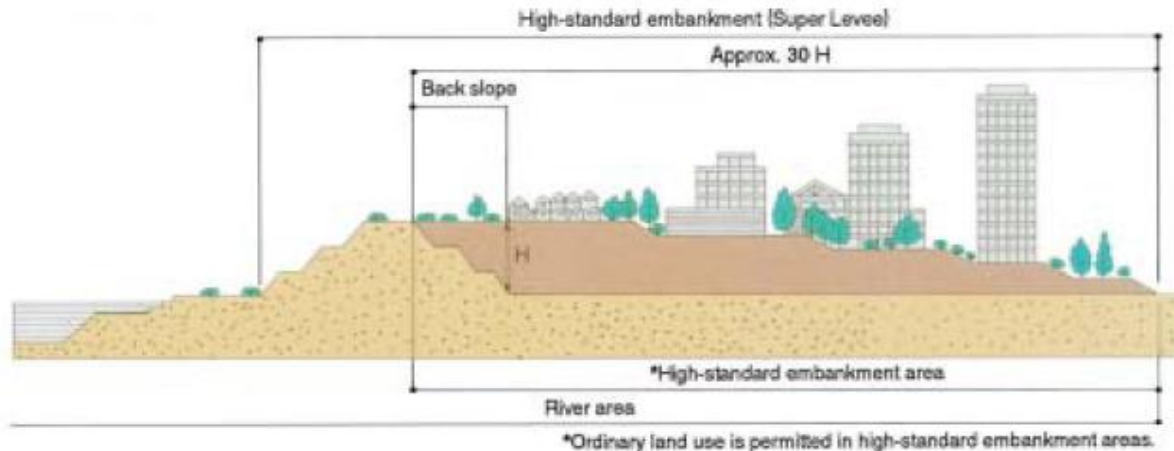 High-standard embankment (Super Levee)
Approx. 30 H
Back slope
H
*High-standard embankment area
River area
*Ordinary land use is permitted in high-standard embankment areas.